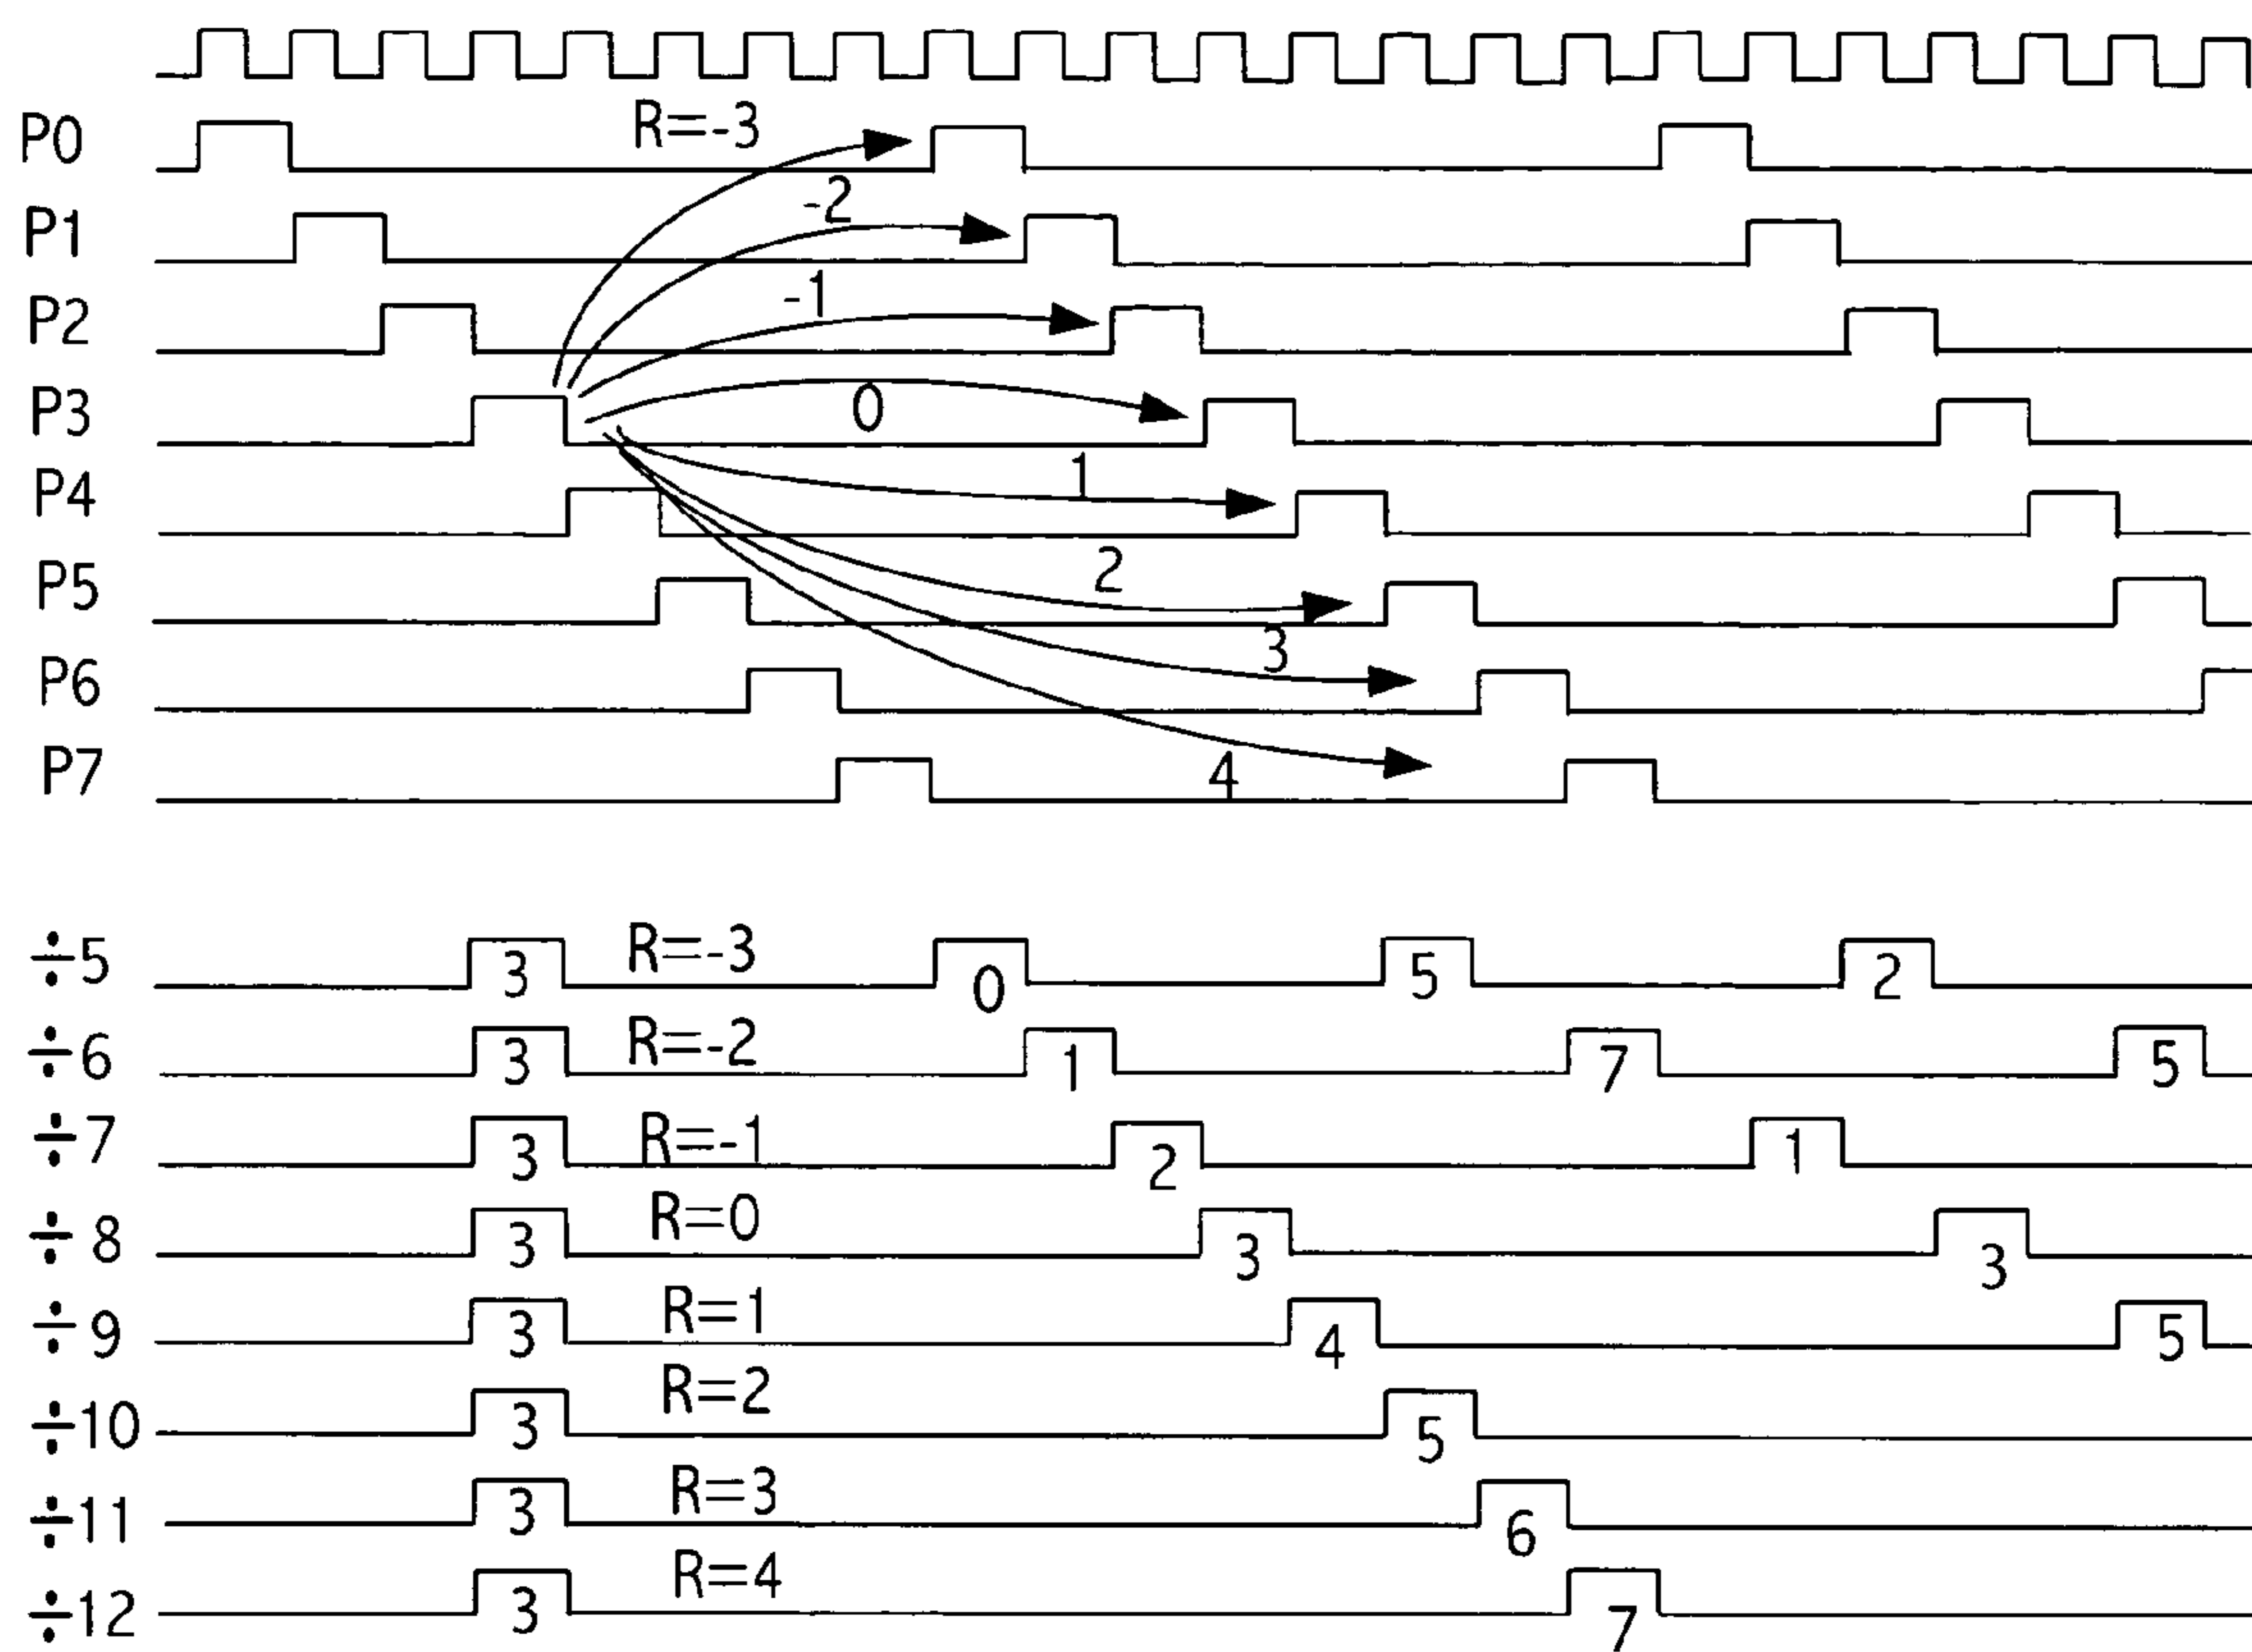 P0 R=-3
-2
P1
-1
P2
P3 0
1
P4
2
P5
3
P6
P7 4
÷5 3 R=-3 0 5 2
÷6 3 R=-2 1 7 5
÷7 3 R=-1 2 1
÷8 3 R=0 3 3
÷9 3 R=1 4 5
÷10 3 R=2 5
÷11 3 R=3 6
÷12 3 R=4 7